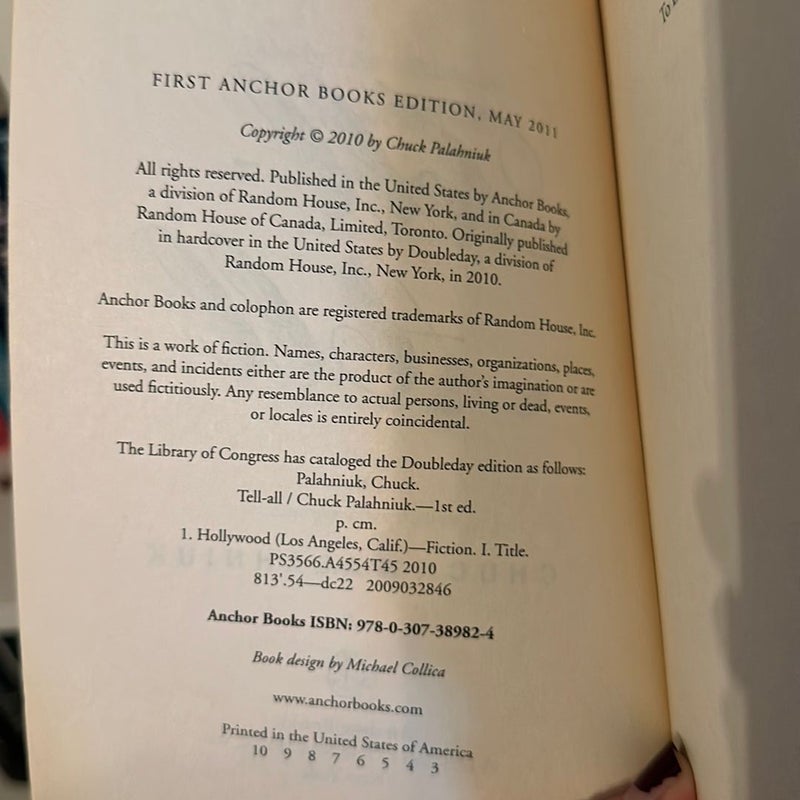 FIRST ANCHOR BOOKS EDITION, MAY 2011
Copyright © 2010 by Chuck Palahniuk
All rights reserved. Published in the United States by Anchor Books,
a division of Random House, Inc., New York, and in Canada by
Random House of Canada, Limited, Toronto. Originally published
in hardcover in the United States by Doubleday, a division of
Random House, Inc., New York, in 2010.
Anchor Books and colophon are registered trademarks of Random House, Inc.
This is a work of fiction. Names, characters, businesses, organizations, places,
events, and incidents either are the product of the author's imagination or are
used fictitiously. Any resemblance to actual persons, living or dead, events,
or locales is entirely coincidental.
The Library of Congress has cataloged the Doubleday edition as follows:
Palahniuk, Chuck.
Tell-all / Chuck Palahniuk.—1st ed.
p. cm.
1. Hollywood (Los Angeles, Calif.)—Fiction. I. Title.
PS3566.A4554T45 2010
813'.54—dc22 2009032846
Anchor Books ISBN: 978-0-307-38982-4
Book design by Michael Collica
www.anchorbooks.com
Printed in the United States of America
10 9 8 7 6 5 4 3
To